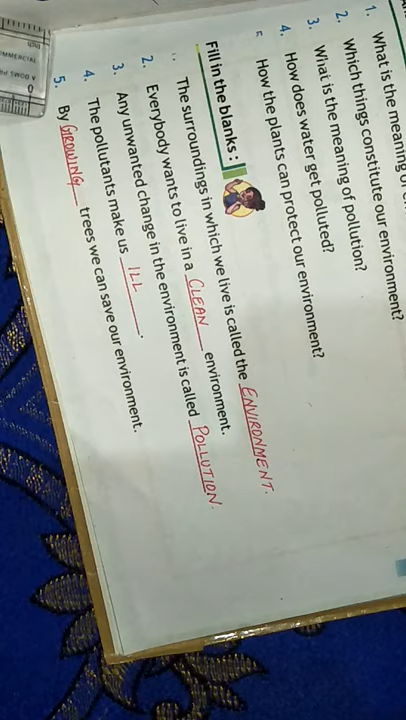 1. What is the meaning of
2. Which things constitute our environment?
3. What is the meaning of pollution?
4. How does water get polluted?
How the plants can protect our environment?
Fill in the blanks :
The surroundings in which we live is called the ENVIRONMENT.
2. Everybody wants to live in a CLEAN environment.
3. Any unwanted change in the environment is called POLLUTION.
4. The pollutants make us ILL.
5. By GROWING trees we can save our environment.